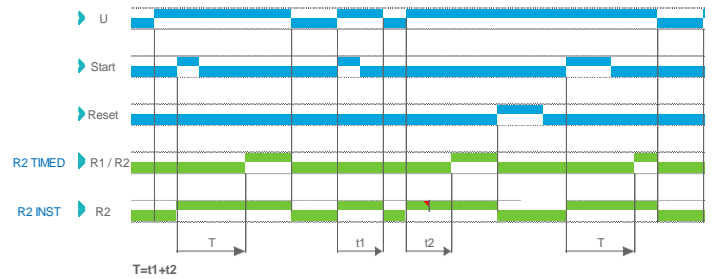 U
Start
Reset
R2 TIMED R1 / R2
R2 INST R2
T t1 t2 T
T=t1+t2